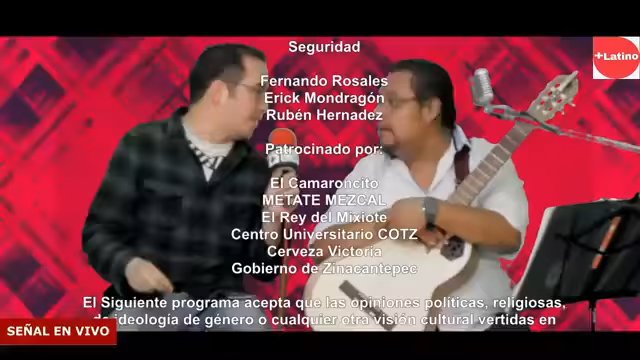 Seguridad
+Latino
Fernando Rosales
Erick Mondragón
Rubén Hernadez
Patrocinado por:
El Camaroncito
METATE MEZCAL
El Rey del Mixiote
Centro Universitario COTZ
Cerveza Victoria
Gobierno de Zinacantepec
El Siguiente programa acepta que las opiniones políticas, religiosas,
de ideología de género o cualquier otra visión cultural vertidas en
SEÑAL EN VIVO